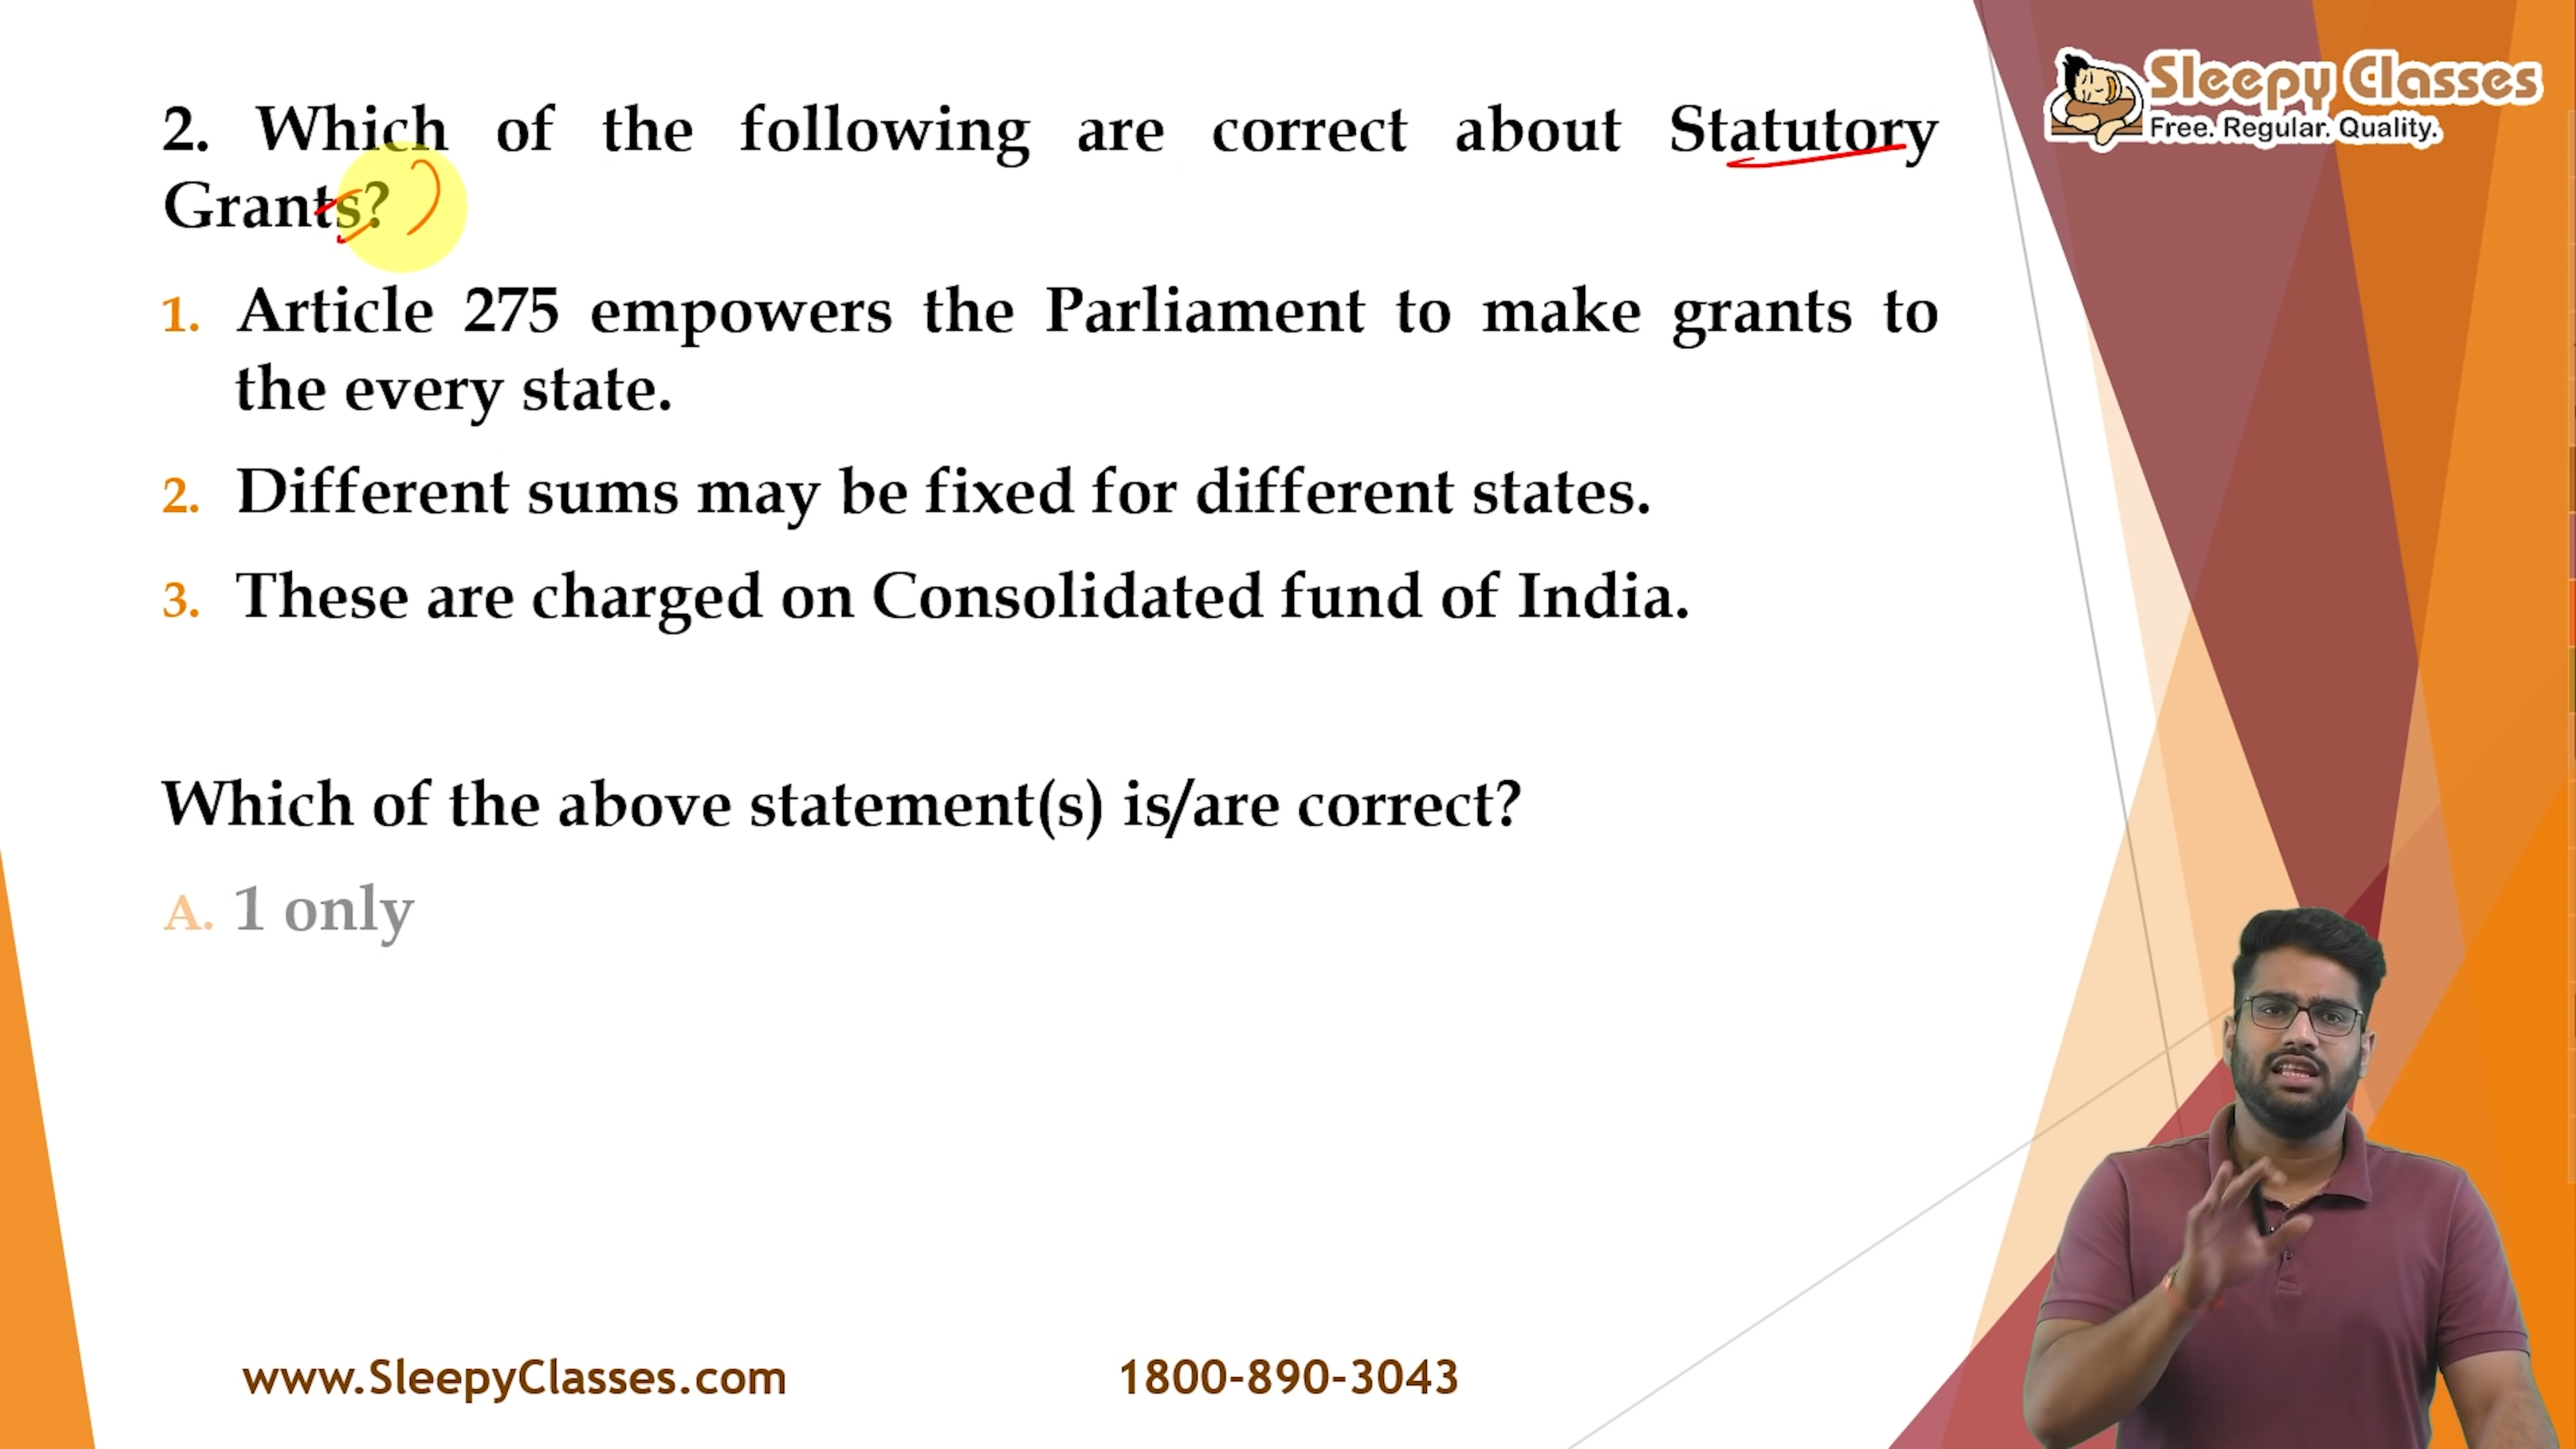 Sleepy Classes
Free. Regular. Quality.
2. Which of the following are correct about Statutory
Grants?
1. Article 275 empowers the Parliament to make grants to
the every state.
2. Different sums may be fixed for different states.
3. These are charged on Consolidated fund of India.
Which of the above statement(s) is/are correct?
A. 1 only
www.SleepyClasses.com
1800-890-3043